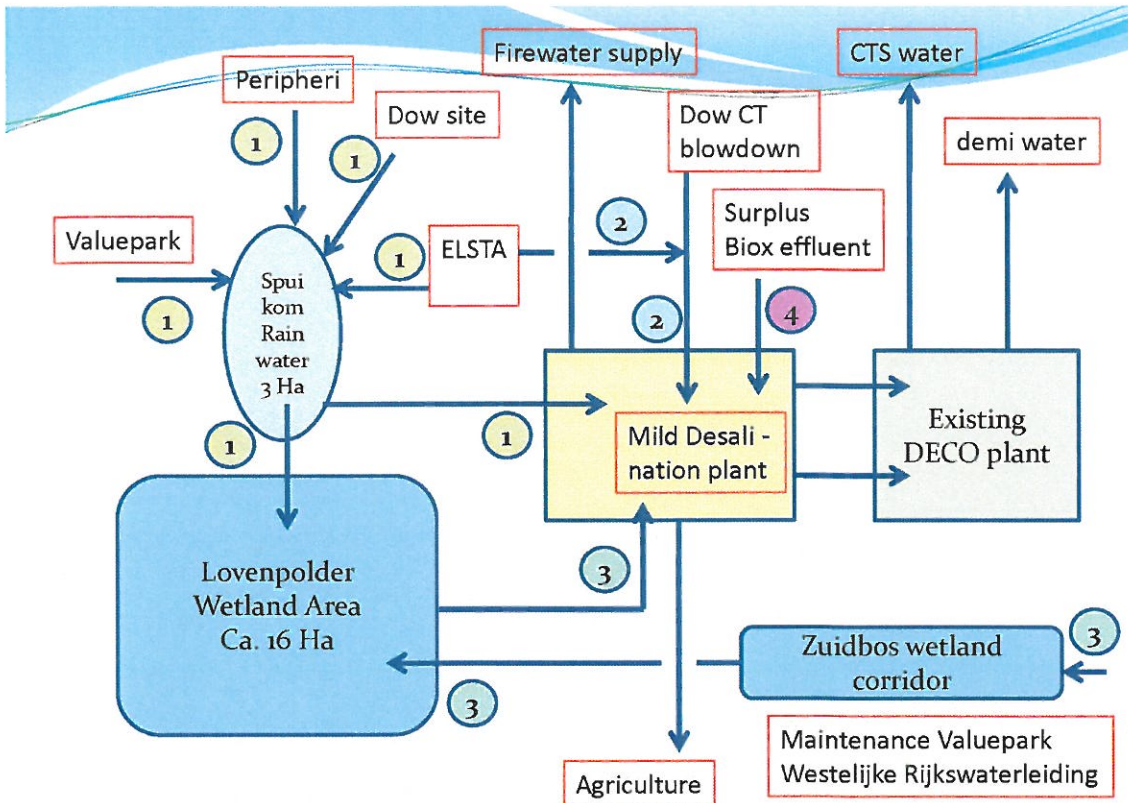 Firewater supply
CTS water
Peripheri
Dow site
Dow CT
blowdown
demi water
1
1
Valuepark
1
ELSTA
1
2
Surplus
Biox effluent
Spui
kom
Rain
water
3 Ha
2
4
1
1
Mild Desali -
nation plant
Existing
DECO plant
Lovenpolder
Wetland Area
Ca. 16 Ha
3
3
Zuidbos wetland
corridor
3
Maintenance Valuepark
Westelijke Rijkswaterleiding
Agriculture